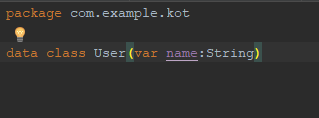 package com.example.kot
data class User(var name:String)